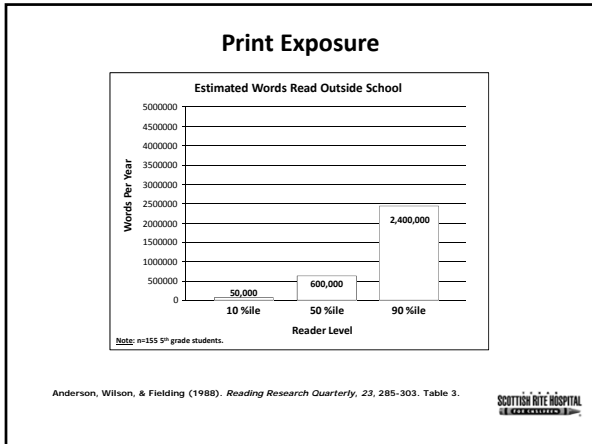 Print Exposure
Estimated Words Read Outside School
5000000
4500000
4000000
3500000
3000000
2500000
2000000
1500000
1000000
500000
0
Words Per Year
50,000
600,000
2,400,000
10 %ile 50 %ile 90 %ile
Reader Level
Note: n=155 5th grade students.
Anderson, Wilson, & Fielding (1988). Reading Research Quarterly, 23, 285-303. Table 3.
SCOTTISH RITE HOSPITAL
FOR CHILDREN